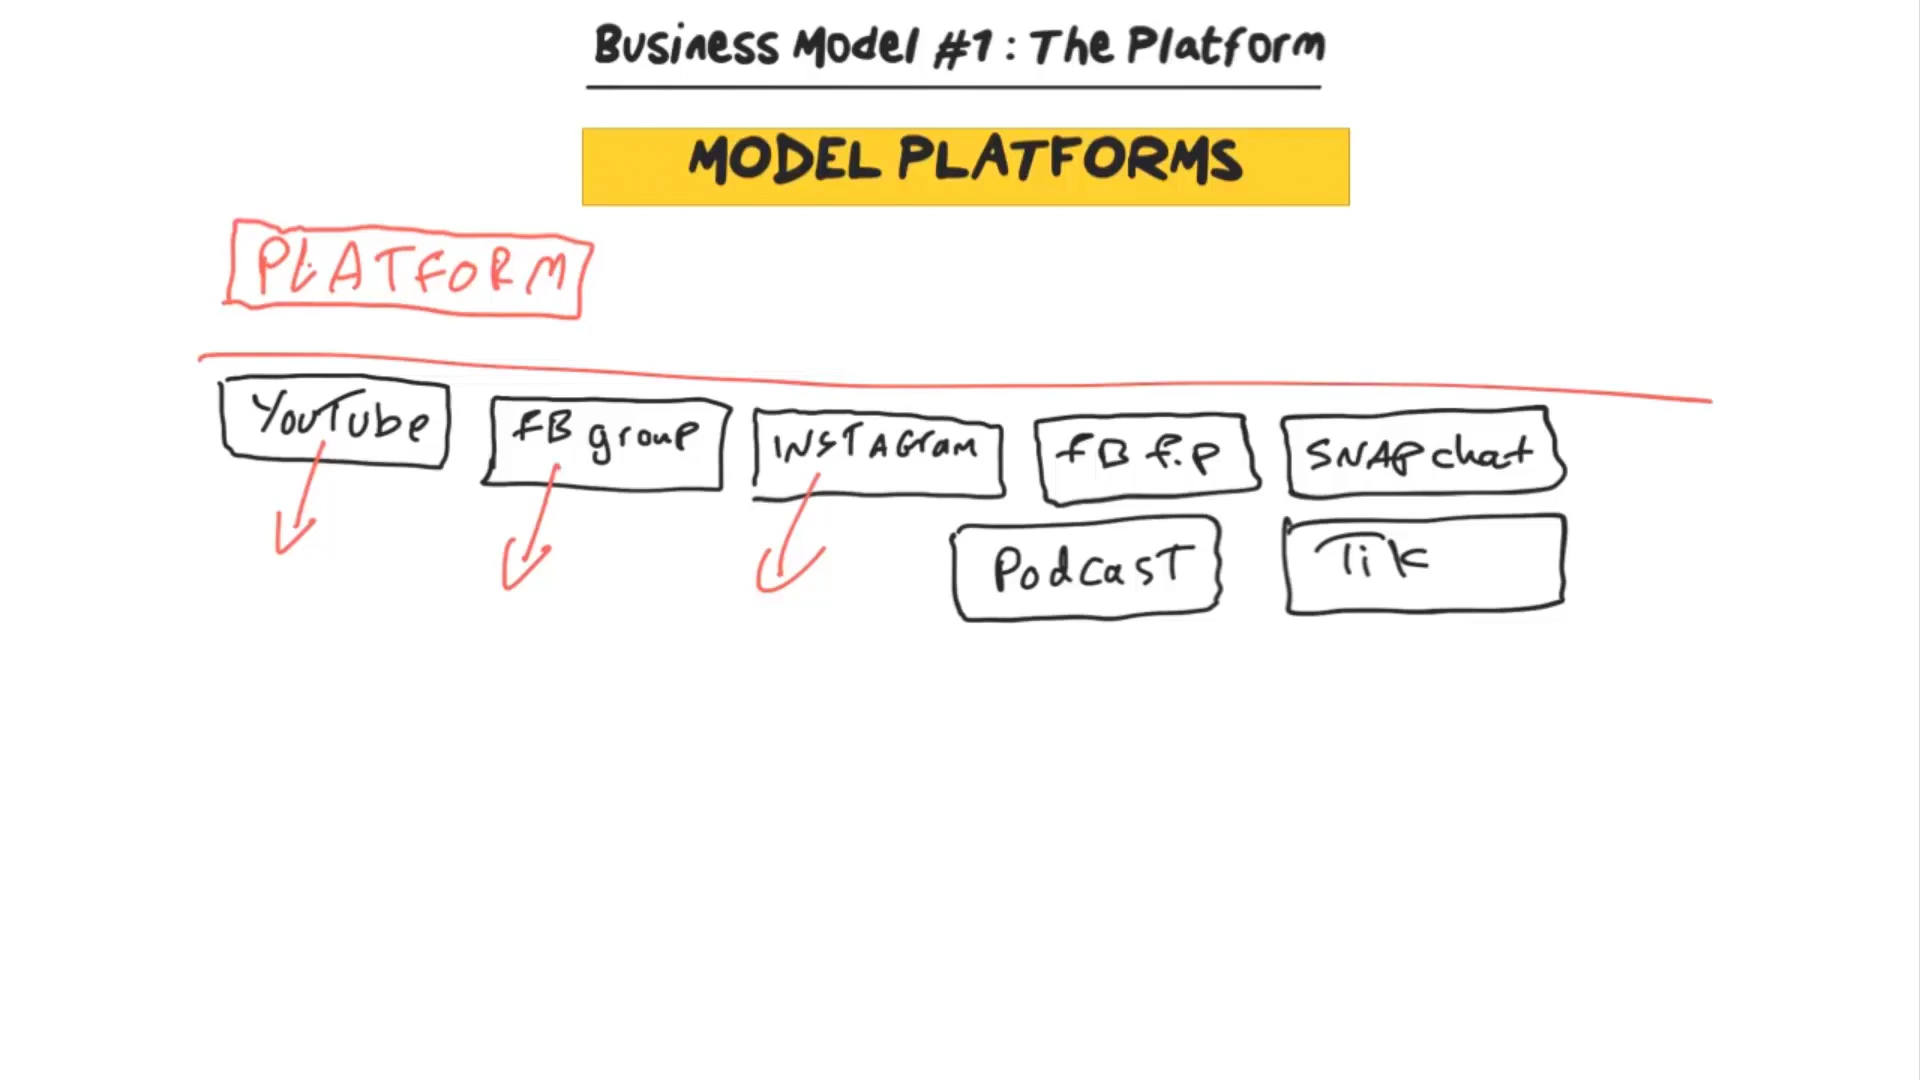 Business Model #1: The Platform
MODEL PLATFORMS
PLATFORM
YouTube
FB group
INSTAGram
FB f.p
SNAPchat
Podcast
Tik